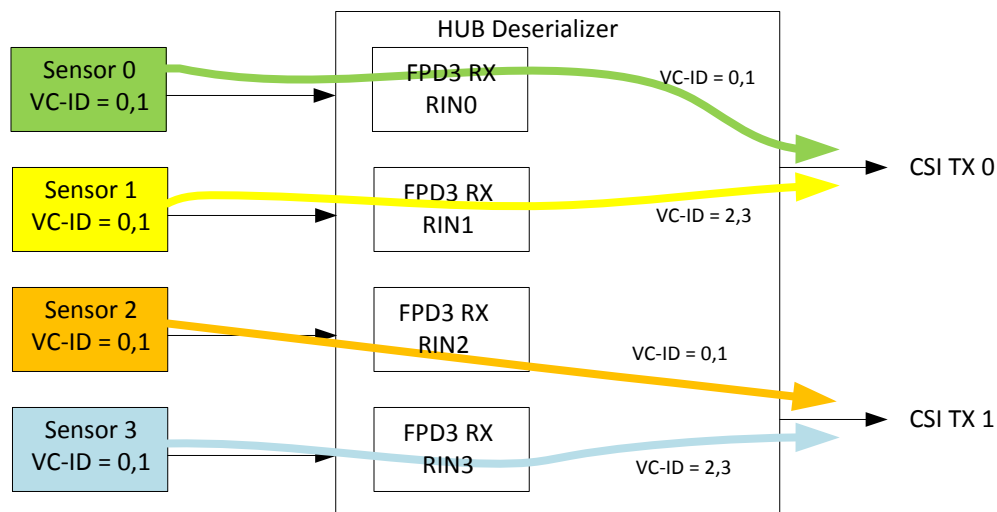 HUB Deserializer
Sensor 0
VC-ID = 0,1
FPD3 RX
RIN0
VC-ID = 0,1
CSI TX 0
Sensor 1
VC-ID = 0,1
FPD3 RX
RIN1
VC-ID = 2,3
Sensor 2
VC-ID = 0,1
FPD3 RX
RIN2
VC-ID = 0,1
CSI TX 1
Sensor 3
VC-ID = 0,1
FPD3 RX
RIN3
VC-ID = 2,3